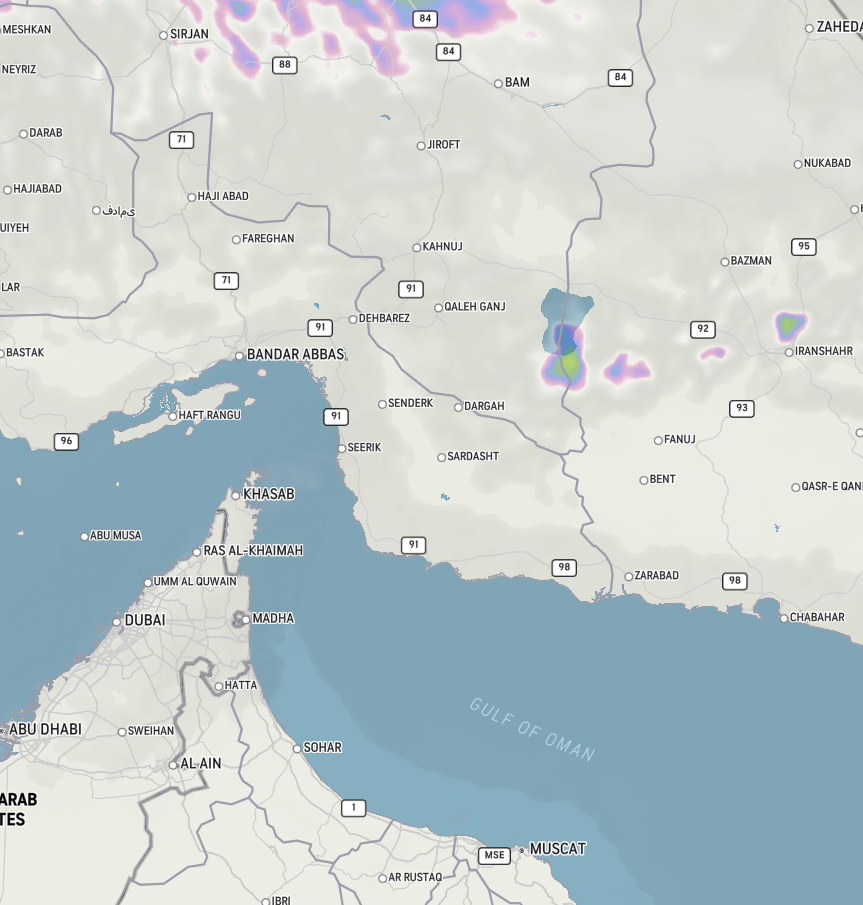 84
MESHKAN
SIRJAN
ZAHEDA
84
88
NEYRIZ
84
BAM
DARAB
71
JIROFT
NUKABAD
HAJIABAD
HAJI ABAD
فدامی
UIYEH
FAREGHAN
KAHNUJ
95
BAZMAN
71
LAR
91
QALEH GANJ
DEHBAREZ
91
92
BASTAK
BANDAR ABBAS
IRANSHAHR
SENDERK
DARGAH
93
HAFT RANGU
91
96
FANUJ
SEERIK
SARDASHT
BENT
QASR-E QAN
KHASAB
ABU MUSA
91
RAS AL-KHAIMAH
98
ZARABAD
98
UMM AL QUWAIN
DUBAI
MADHA
CHABAHAR
HATTA
GULF OF OMAN
ABU DHABI
SWEIHAN
SOHAR
AL AIN
ARAB
TES
1
MUSCAT
MSE
AR RUSTAQ
IBRI